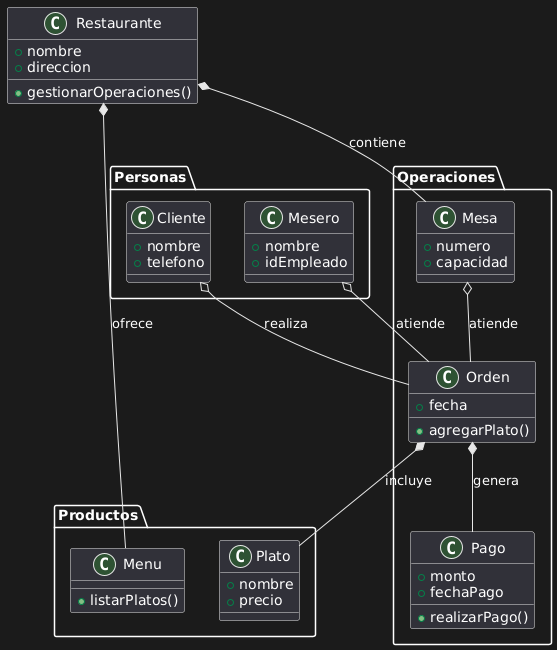 C Restaurante
nombre
direccion
gestionarOperaciones()
contiene
Personas
Operaciones
C Cliente
nombre
telefono
C Mesero
nombre
idEmpleado
C Mesa
numero
capacidad
ofrece
realiza
atiende
atiende
C Orden
fecha
agregarPlato()
incluye
genera
Productos
C Menu
listarPlatos()
C Plato
nombre
precio
C Pago
monto
fechaPago
realizarPago()